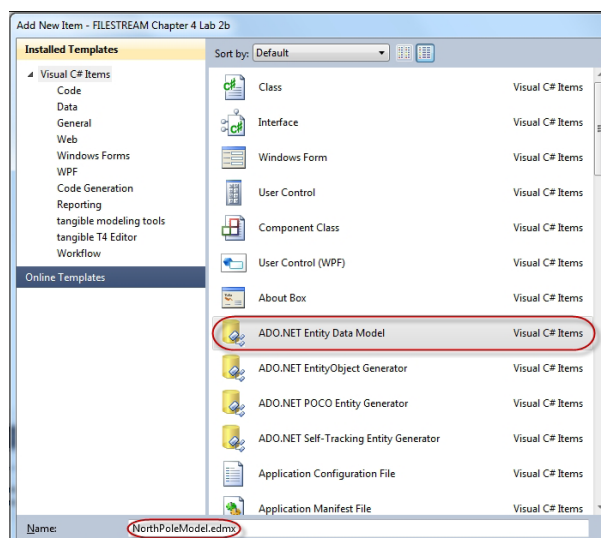 Add New Item - FILESTREAM Chapter 4 Lab 2b
Installed Templates
Visual C# Items
Code
Data
General
Web
Windows Forms
WPF
Code Generation
Reporting
tangible modeling tools
tangible T4 Editor
Workflow
Online Templates
Sort by: Default
Class Visual C# Items
Interface Visual C# Items
Windows Form Visual C# Items
User Control Visual C# Items
Component Class Visual C# Items
User Control (WPF) Visual C# Items
About Box Visual C# Items
ADO.NET Entity Data Model Visual C# Items
ADO.NET EntityObject Generator Visual C# Items
ADO.NET POCO Entity Generator Visual C# Items
ADO.NET Self-Tracking Entity Generator Visual C# Items
Application Configuration File Visual C# Items
Application Manifest File Visual C# Items
Name: NorthPoleModel.edmx